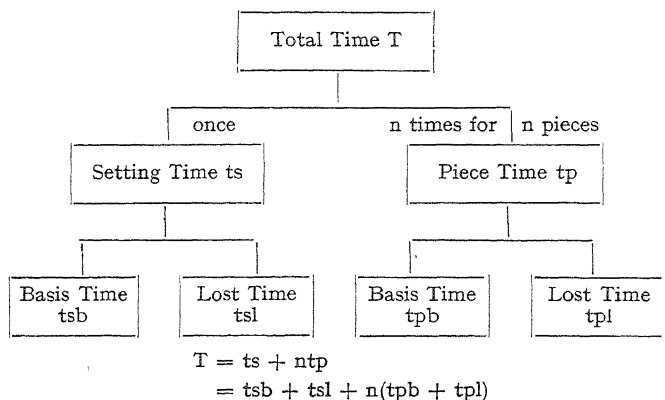 Total Time T
once
n times for n pieces
Setting Time ts
Piece Time tp
Basis Time
tsb
Lost Time
tsl
Basis Time
tpb
Lost Time
tpl
T = ts + ntp
= tsb + tsl + n(tpb + tpl)